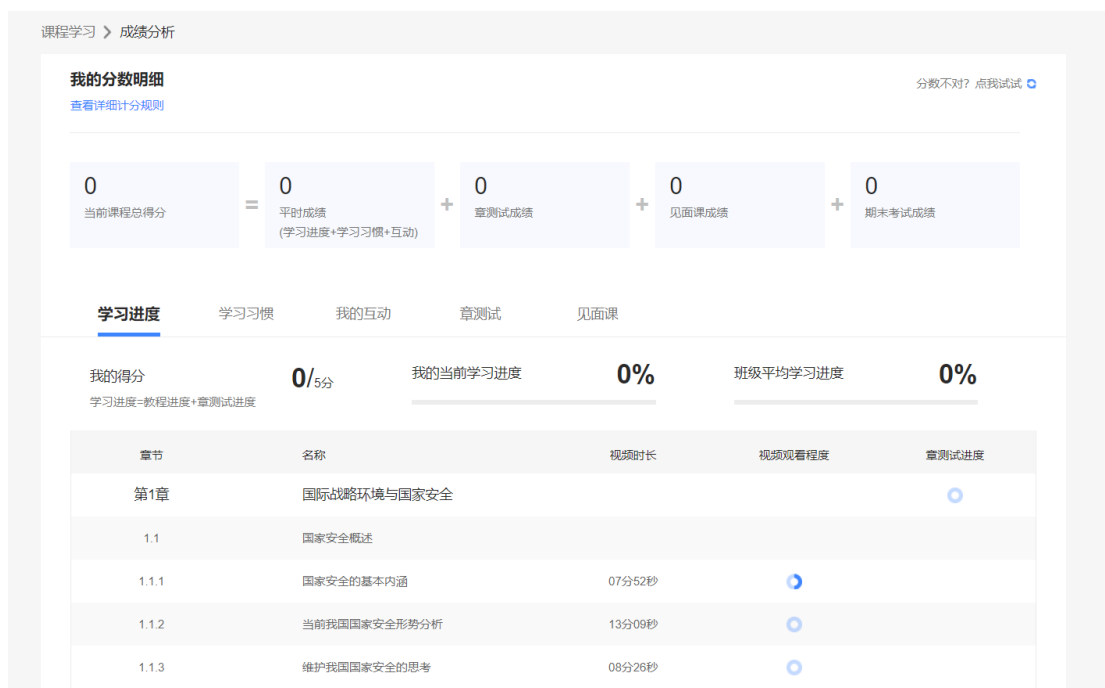 课程学习 > 成绩分析
我的分数明细
分数不对？点我试试
查看详细计分规则
0 = 0 + 0 + 0 + 0
当前课程总得分 平时成绩 章测试成绩 见面课成绩 期末考试成绩
(学习进度+学习习惯+互动)
学习进度 学习习惯 我的互动 章测试 见面课
我的得分 0/5分 我的当前学习进度 0% 班级平均学习进度 0%
学习进度=教程进度+章测试进度
章节 名称 视频时长 视频观看程度 章测试进度
第1章 国际战略环境与国家安全
1.1 国家安全概述
1.1.1 国家安全的基本内涵 07分52秒
1.1.2 当前我国国家安全形势分析 13分09秒
1.1.3 维护我国国家安全的思考 08分26秒